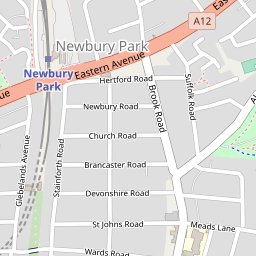 A12
Newbury Park
Eastern Avenue
Newbury
Park
Hertford Road
Suffolk Road
Brook Road
Newbury Road
Church Road
Glebelands Avenue
Stainforth Road
Brancaster Road
Devonshire Road
St Johns Road
Meads Lane
Wards Road